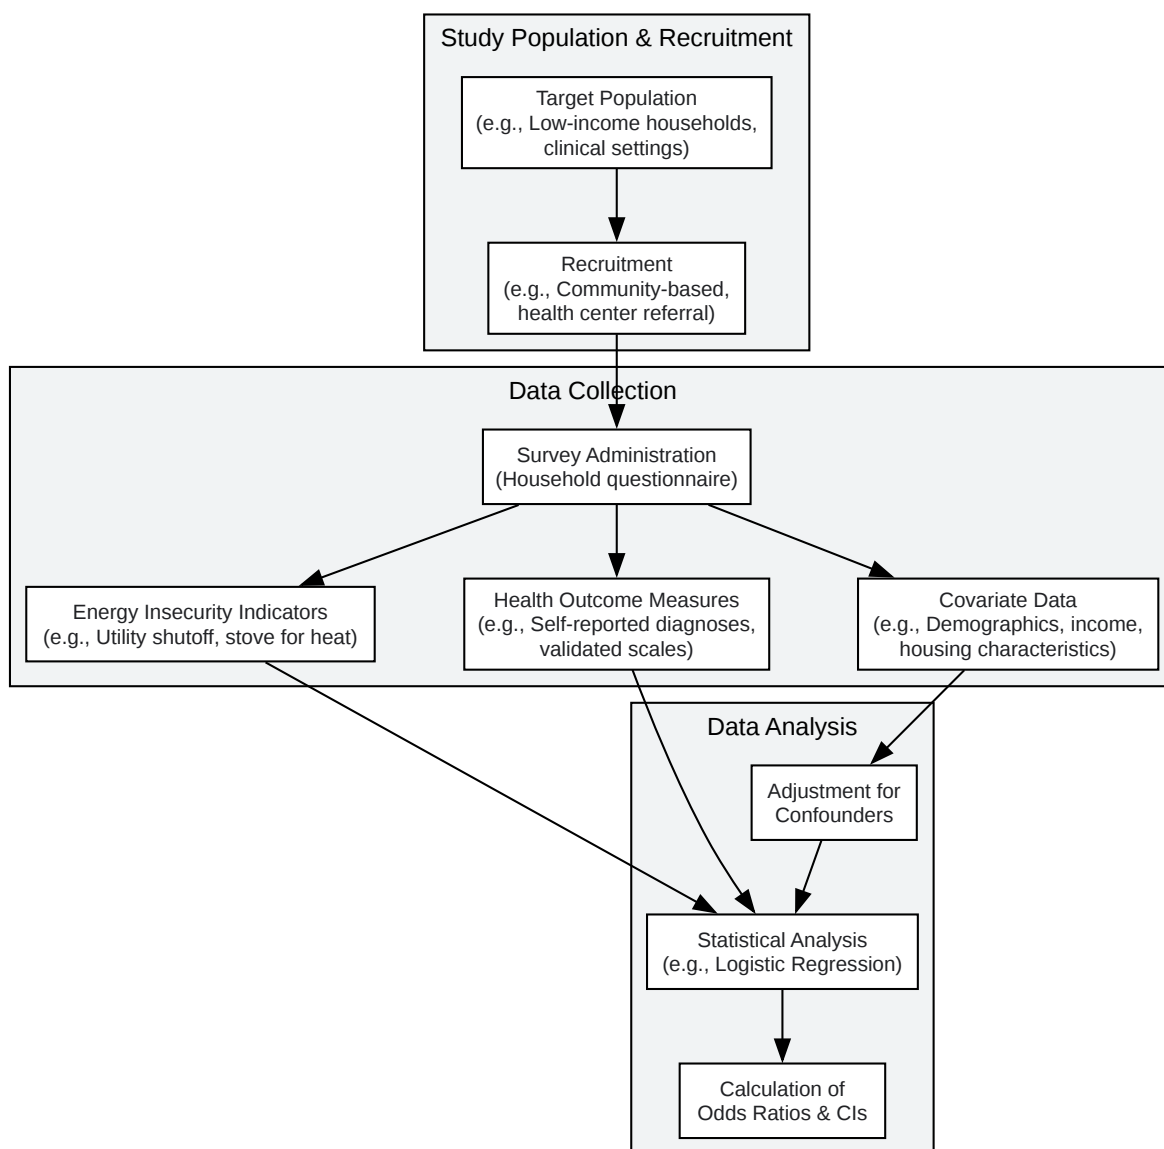 Study Population & Recruitment
Target Population
(e.g., Low-income households,
clinical settings)
Recruitment
(e.g., Community-based,
health center referral)
Data Collection
Survey Administration
(Household questionnaire)
Energy Insecurity Indicators
(e.g., Utility shutoff, stove for heat)
Health Outcome Measures
(e.g., Self-reported diagnoses,
validated scales)
Covariate Data
(e.g., Demographics, income,
housing characteristics)
Data Analysis
Adjustment for
Confounders
Statistical Analysis
(e.g., Logistic Regression)
Calculation of
Odds Ratios & CIs